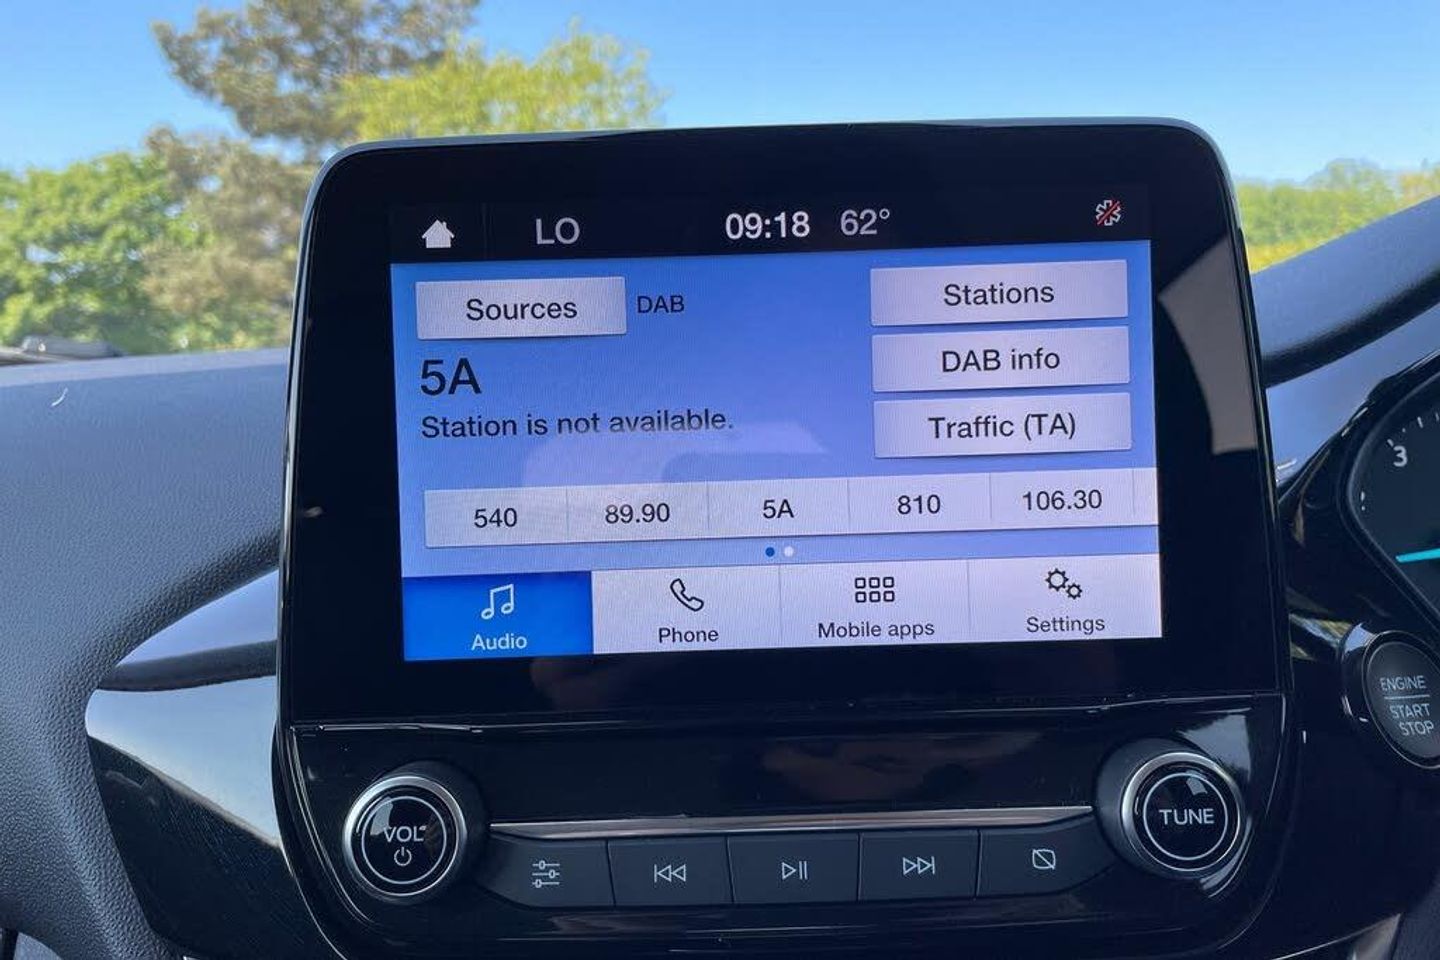 LO 09:18 62°
Sources DAB Stations
5A DAB info
Station is not available. Traffic (TA)
540 89.90 5A 810 106.30
Audio Phone Mobile apps Settings
3
ENGINE
START
STOP
VOL TUNE